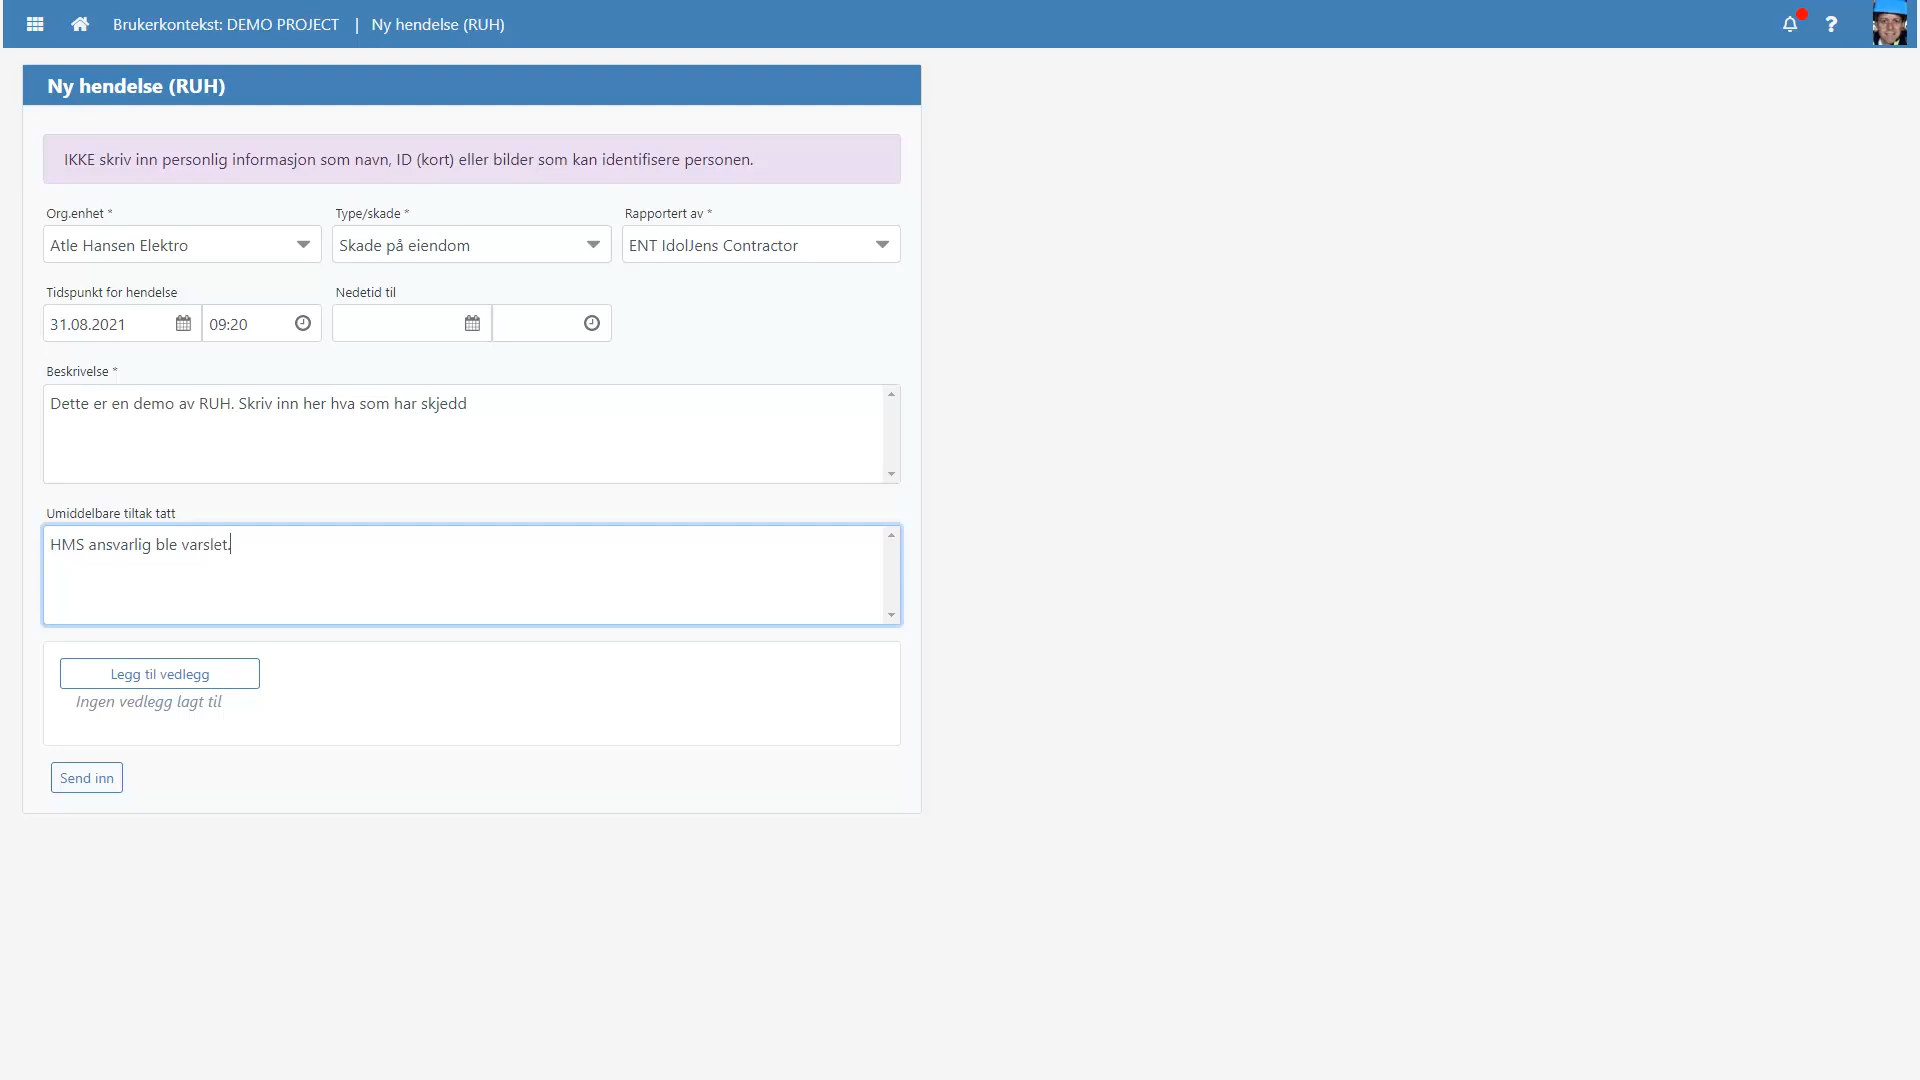 Brukerkontekst: DEMO PROJECT | Ny hendelse (RUH)
Ny hendelse (RUH)
IKKE skriv inn personlig informasjon som navn, ID (kort) eller bilder som kan identifisere personen.
Org.enhet * Type/skade * Rapportert av *
Atle Hansen Elektro Skade på eiendom ENT IdolJens Contractor
Tidspunkt for hendelse Nedetid til
31.08.2021 09:20
Beskrivelse *
Dette er en demo av RUH. Skriv inn her hva som har skjedd
Umiddelbare tiltak tatt
HMS ansvarlig ble varslet.
Legg til vedlegg
Ingen vedlegg lagt til
Send inn